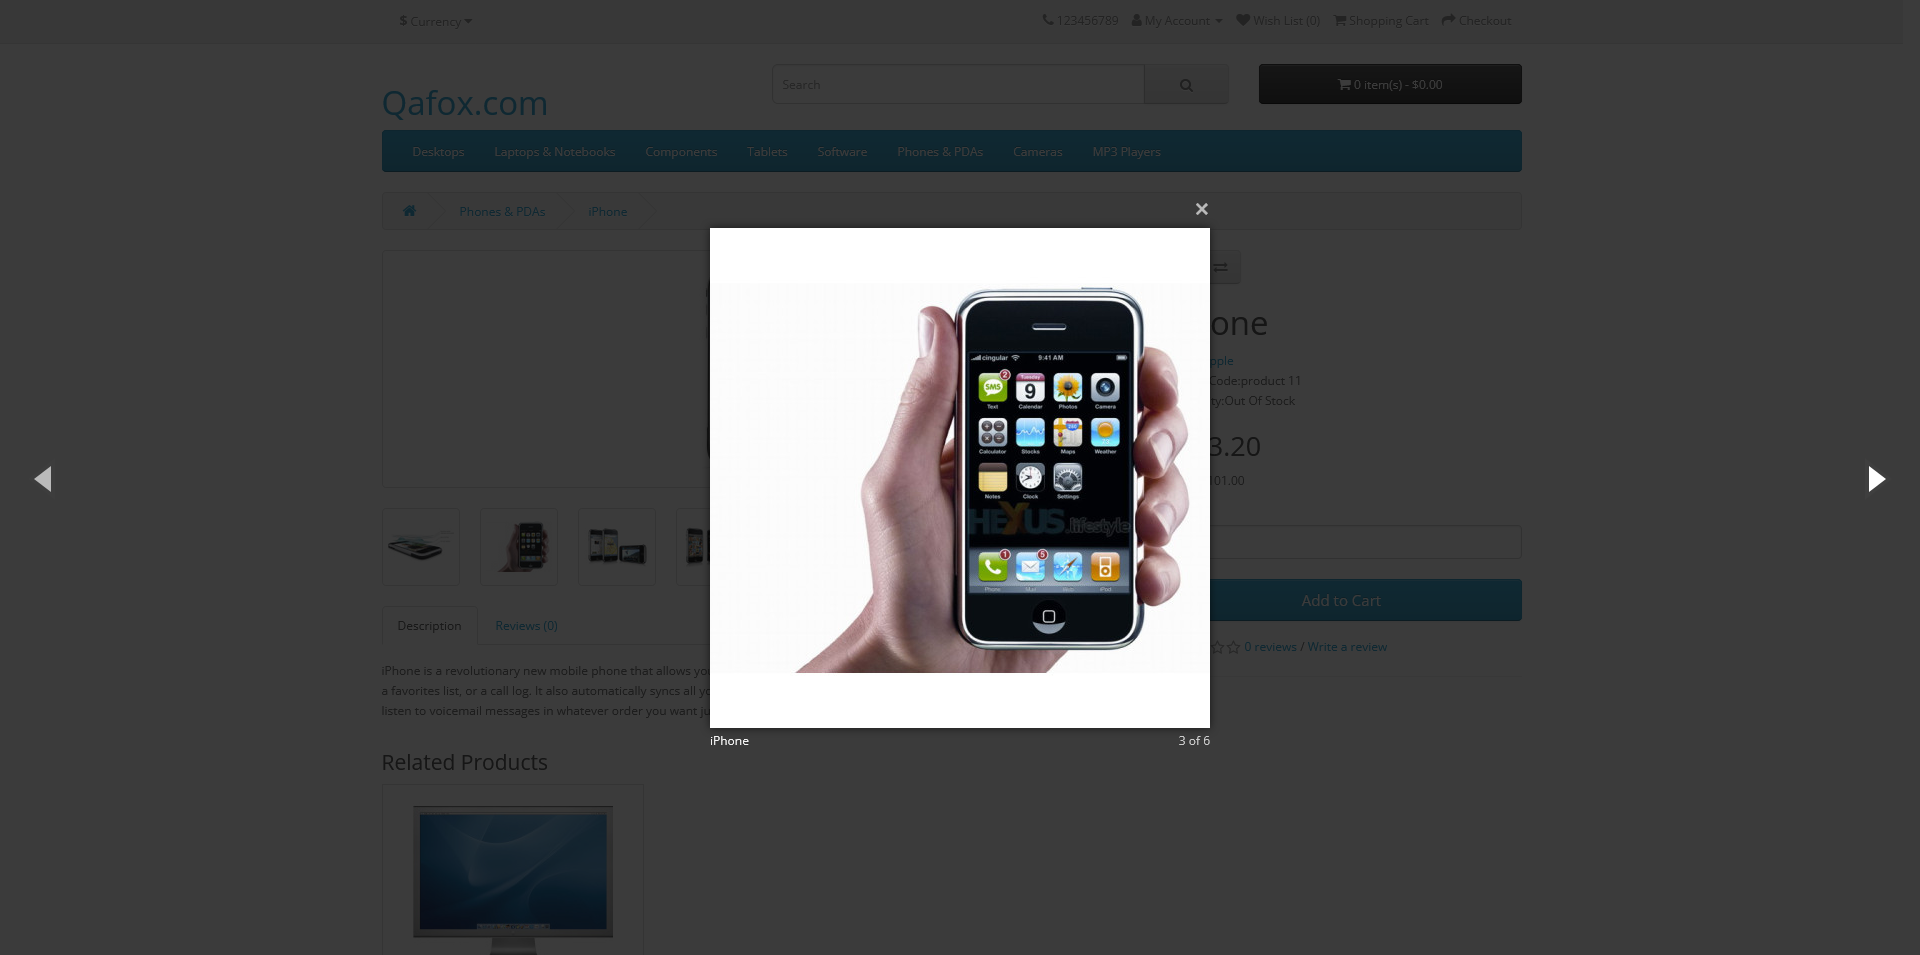 $ Currency
123456789 My Account Wish List (0) Shopping Cart Checkout
Qafox.com
Search
0 item(s) - $0.00
Desktops Laptops & Notebooks Components Tablets Software Phones & PDAs Cameras MP3 Players
Phones & PDAs iPhone
×
one
pple
Code:product 11
ty:Out Of Stock
3.20
01.00
cingular 9:41 AM
2 Tuesday
SMS 9 280
Text Calendar Photos Camera
Calculator Stocks Maps Weather
Notes Clock Settings
HEXUS.lifestyle
1 5
Phone Mail iPod
Add to Cart
0 reviews / Write a review
Description Reviews (0)
iPhone is a revolutionary new mobile phone that allows yo
a favorites list, or a call log. It also automatically syncs all yo
listen to voicemail messages in whatever order you want ju
iPhone 3 of 6
Related Products